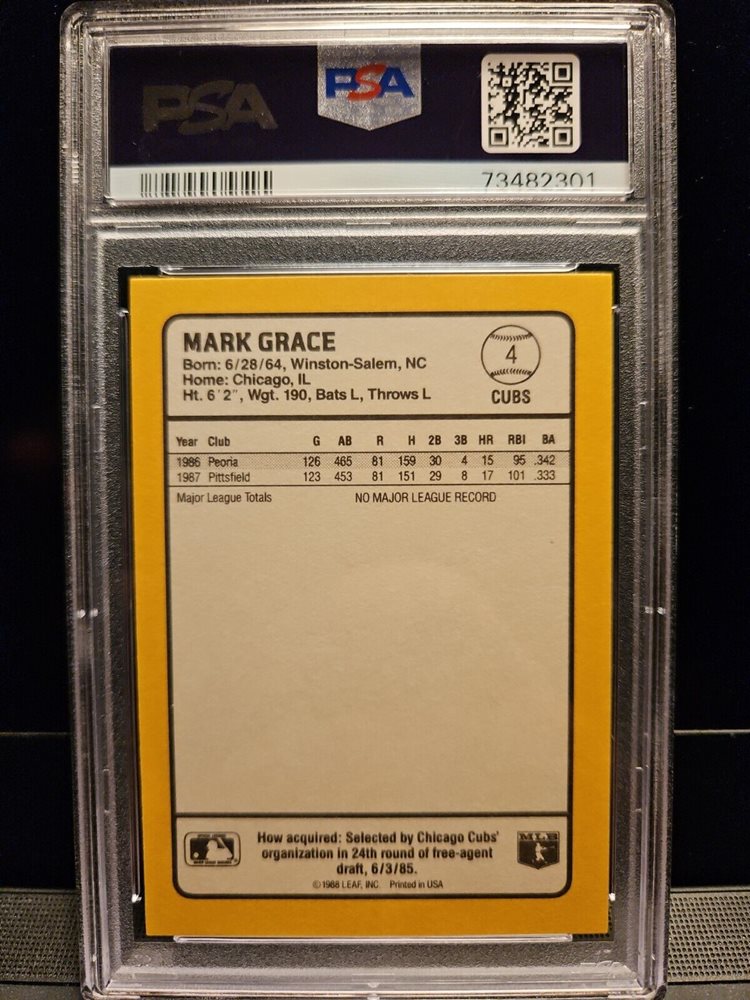 PSA PSA
73482301
MARK GRACE
Born: 6/28/64, Winston-Salem, NC
Home: Chicago, IL
Ht. 6'2", Wgt. 190, Bats L, Throws L
4
CUBS
Year Club G AB R H 2B 3B HR RBI BA
1986 Peoria 126 465 81 159 30 4 15 95 .342
1987 Pittsfield 123 453 81 151 29 8 17 101 .333
Major League Totals NO MAJOR LEAGUE RECORD
How acquired: Selected by Chicago Cubs'
organization in 24th round of free-agent
draft, 6/3/85.
© 1988 LEAF, INC. Printed in USA
MLB